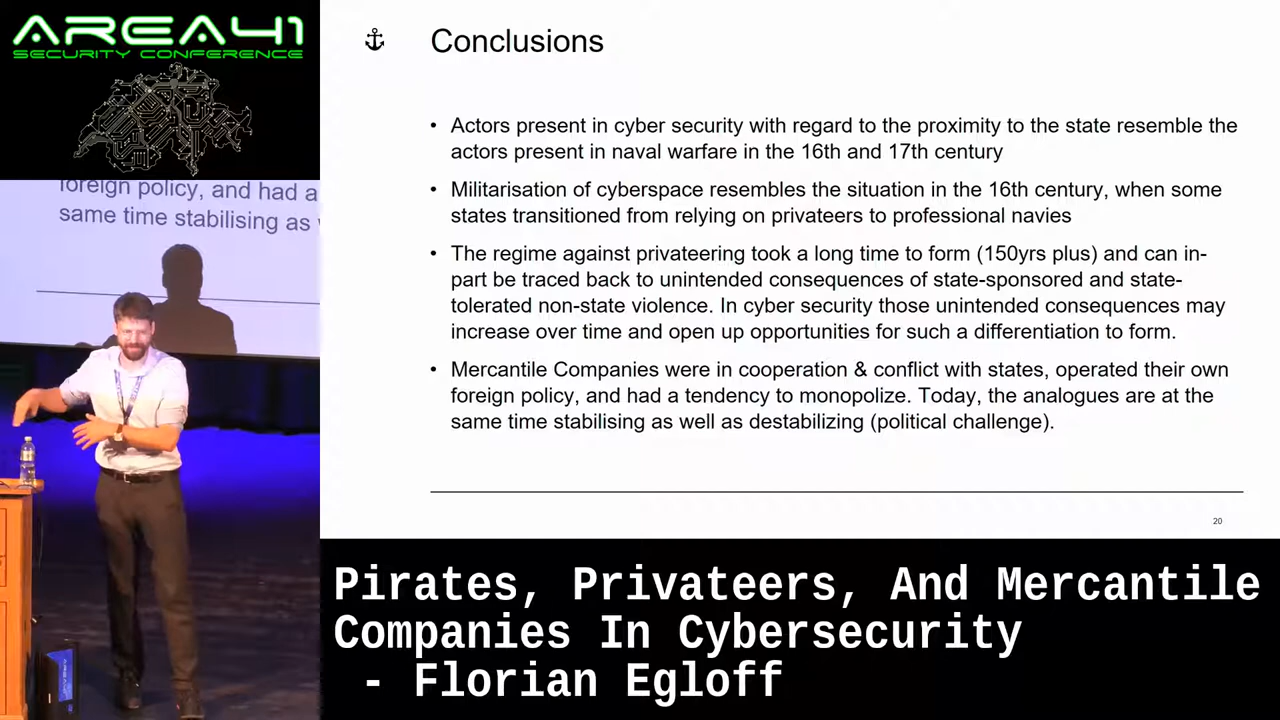 AREA41
SECURITY CONFERENCE
foreign policy, and had a
same time stabilising as
Conclusions
• Actors present in cyber security with regard to the proximity to the state resemble the
actors present in naval warfare in the 16th and 17th century
• Militarisation of cyberspace resembles the situation in the 16th century, when some
states transitioned from relying on privateers to professional navies
• The regime against privateering took a long time to form (150yrs plus) and can in-
part be traced back to unintended consequences of state-sponsored and state-
tolerated non-state violence. In cyber security those unintended consequences may
increase over time and open up opportunities for such a differentiation to form.
• Mercantile Companies were in cooperation & conflict with states, operated their own
foreign policy, and had a tendency to monopolize. Today, the analogues are at the
same time stabilising as well as destabilizing (political challenge).
20
Pirates, Privateers, And Mercantile
Companies In Cybersecurity
- Florian Egloff